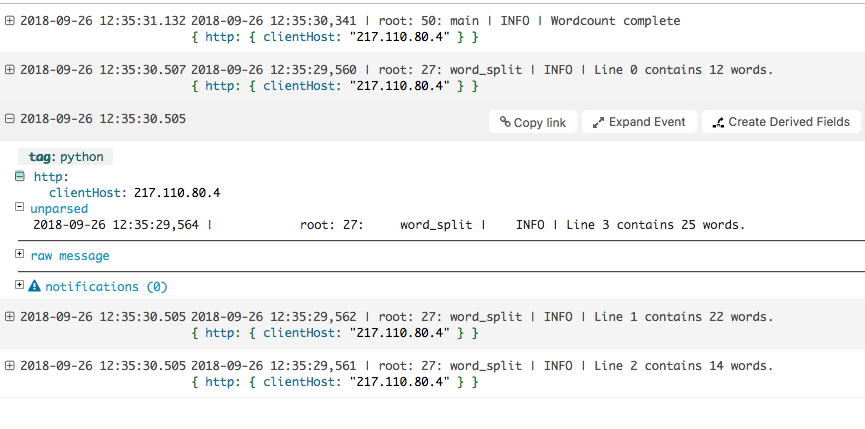 2018-09-26 12:35:31.132 2018-09-26 12:35:30,341 | root: 50: main | INFO | Wordcount complete
{ http: { clientHost: "217.110.80.4" } }
2018-09-26 12:35:30.507 2018-09-26 12:35:29,560 | root: 27: word_split | INFO | Line 0 contains 12 words.
{ http: { clientHost: "217.110.80.4" } }
2018-09-26 12:35:30.505 Copy link Expand Event Create Derived Fields
tag: python
http:
clientHost: 217.110.80.4
unparsed
2018-09-26 12:35:29,564 | root: 27: word_split | INFO | Line 3 contains 25 words.
raw message
notifications (0)
2018-09-26 12:35:30.505 2018-09-26 12:35:29,562 | root: 27: word_split | INFO | Line 1 contains 22 words.
{ http: { clientHost: "217.110.80.4" } }
2018-09-26 12:35:30.505 2018-09-26 12:35:29,561 | root: 27: word_split | INFO | Line 2 contains 14 words.
{ http: { clientHost: "217.110.80.4" } }